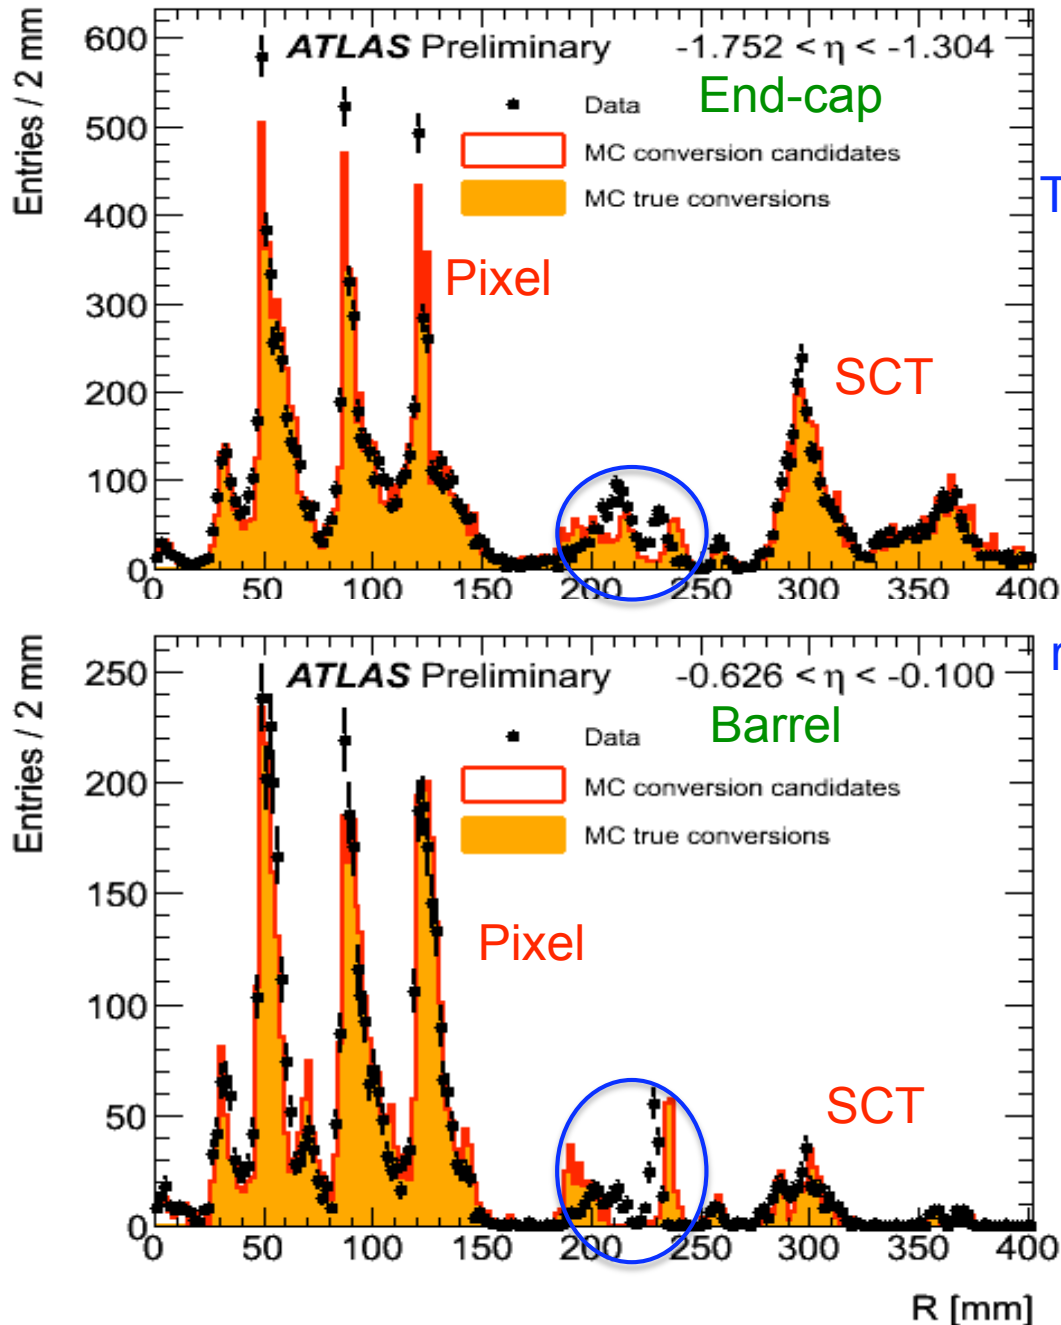 Entries / 2 mm
600
500
400
300
200
100
0
ATLAS Preliminary -1.752 < η < -1.304
End-cap
Data
MC conversion candidates
MC true conversions
T
Pixel
SCT
0 50 100 150 200 250 300 350 400
Entries / 2 mm
250
200
150
100
50
0
r
ATLAS Preliminary -0.626 < η < -0.100
Barrel
Data
MC conversion candidates
MC true conversions
Pixel
SCT
0 50 100 150 200 250 300 350 400
R [mm]